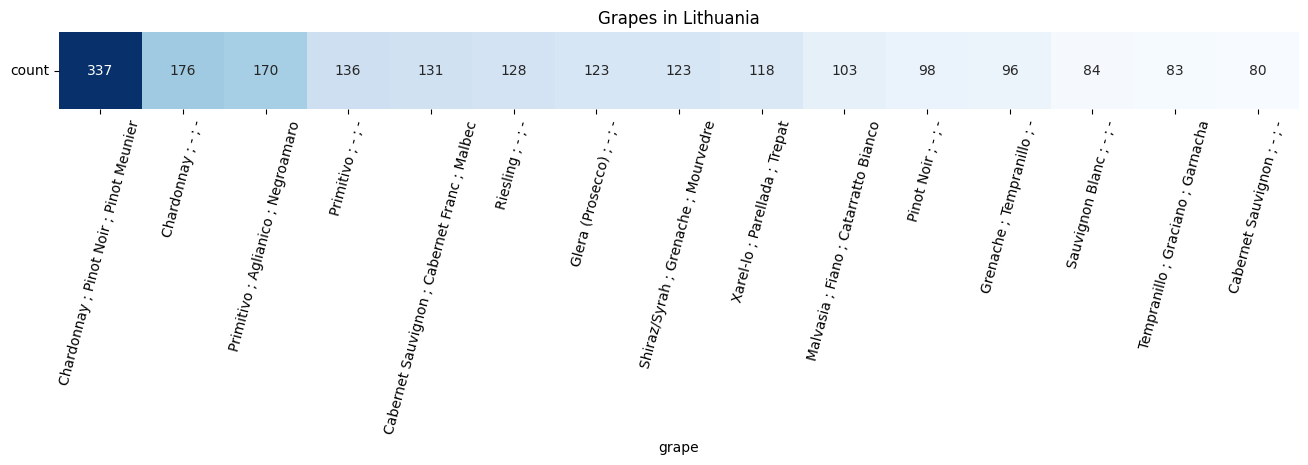 Grapes in Lithuania
count
337 176 170 136 131 128 123 123 118 103 98 96 84 83 80
Chardonnay ; Pinot Noir ; Pinot Meunier
Chardonnay ; - ; -
Primitivo ; Aglianico ; Negroamaro
Primitivo ; - ; -
Cabernet Sauvignon ; Cabernet Franc ; Malbec
Riesling ; - ; -
Glera (Prosecco) ; - ; -
Shiraz/Syrah ; Grenache ; Mourvedre
Xarel-lo ; Parellada ; Trepat
Malvasia ; Fiano ; Catarratto Bianco
Pinot Noir ; - ; -
Grenache ; Tempranillo ; -
Sauvignon Blanc ; - ; -
Tempranillo ; Graciano ; Garnacha
Cabernet Sauvignon ; - ; -
grape